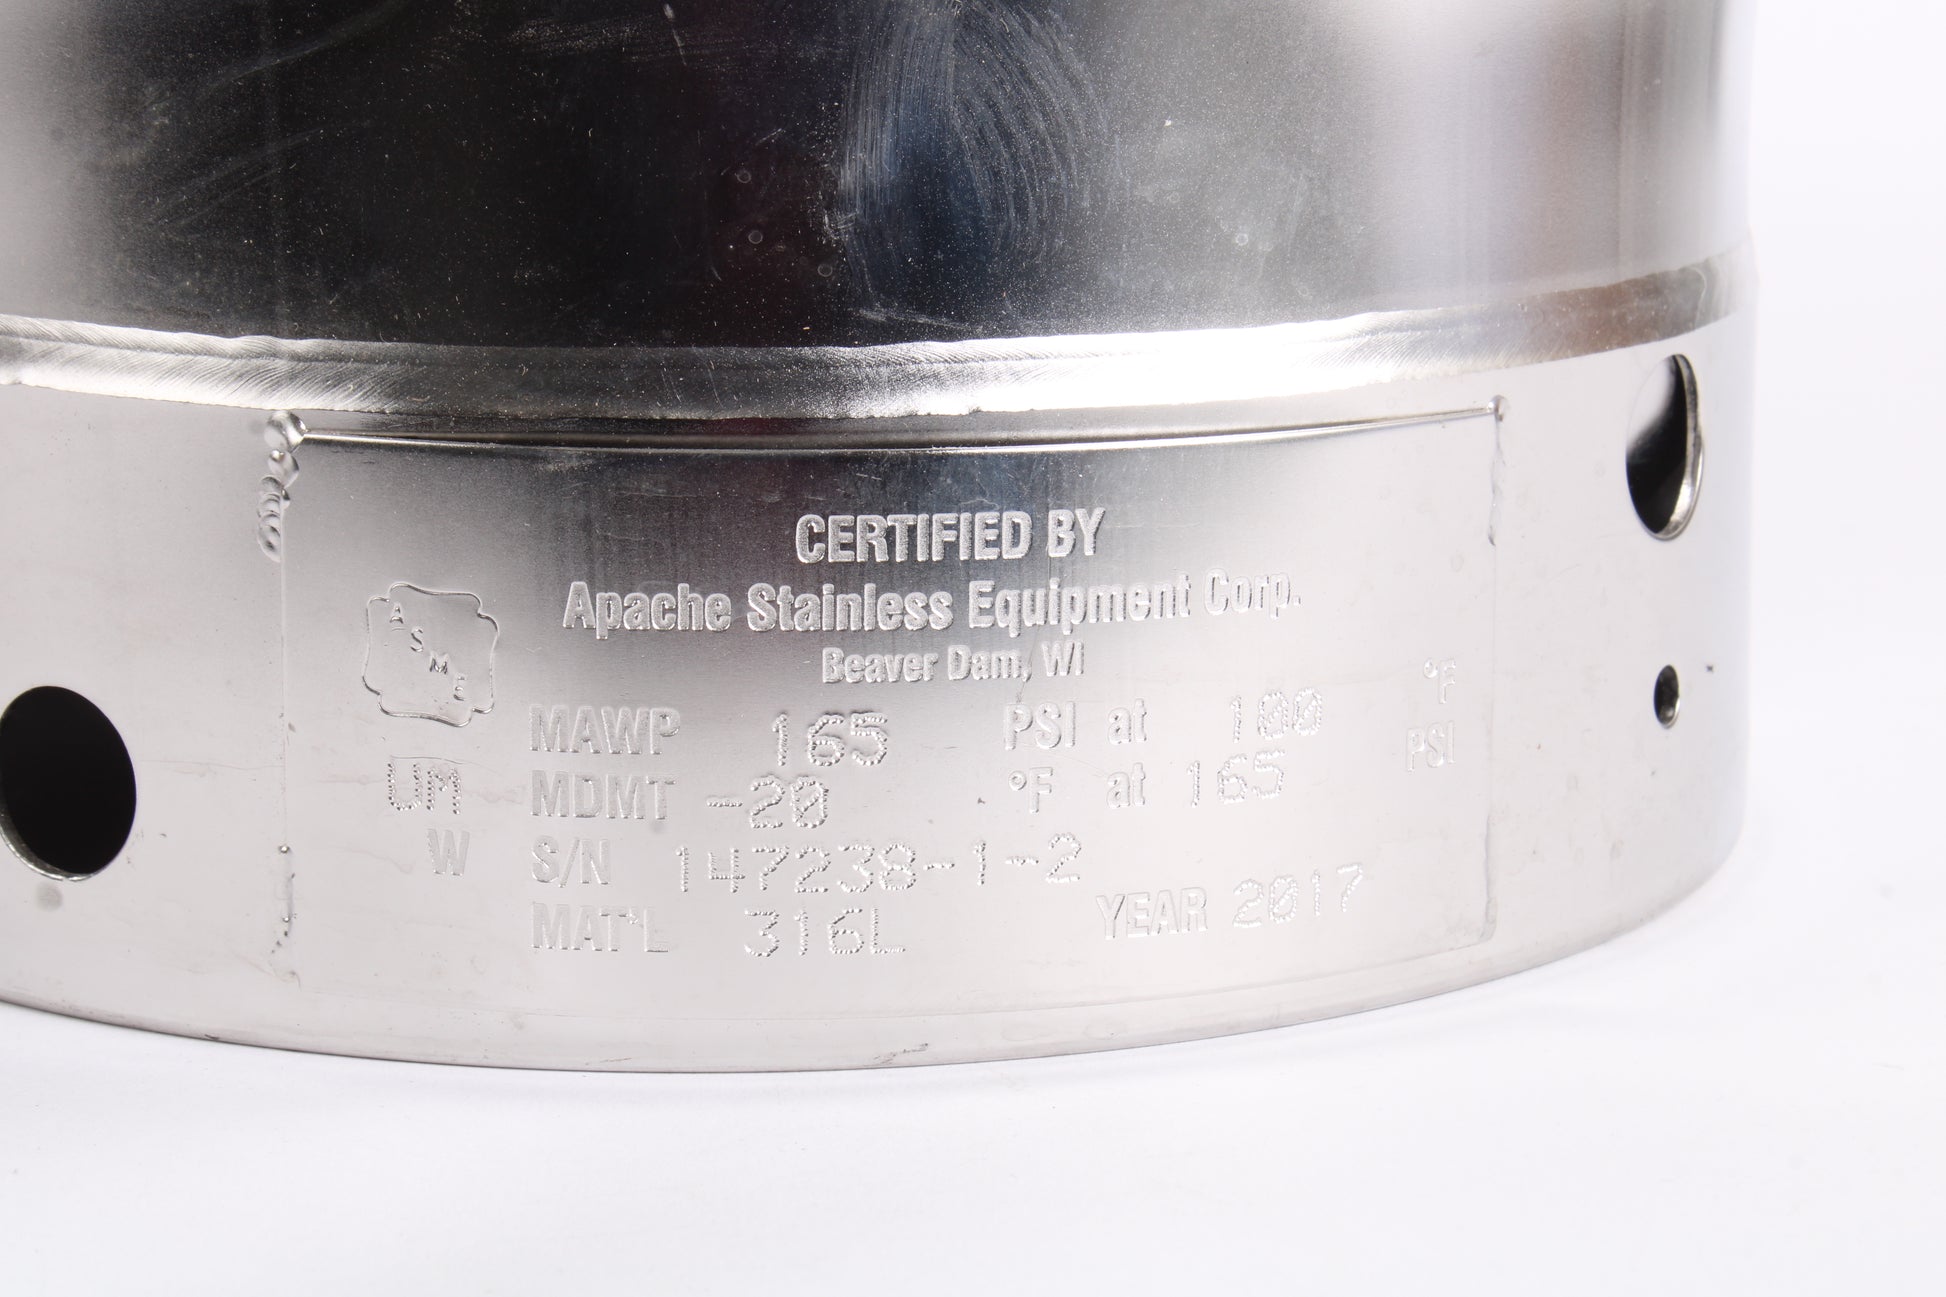 CERTIFIED BY
Apache Stainless Equipment Corp.
Beaver Dam, WI
ASME
MAWP 165 PSI at 100 °F
UM MDMT -20 °F at 165 PSI
W S/N 147238-1-2
MAT'L 316L YEAR 2017